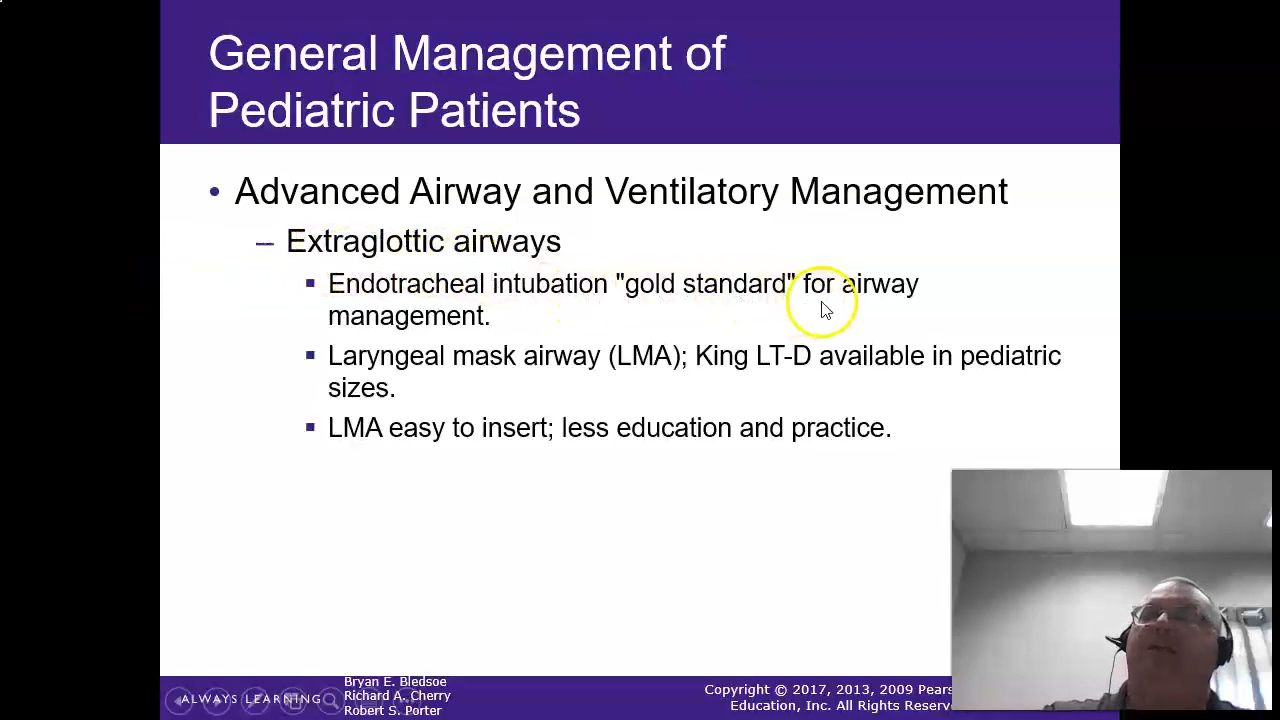 General Management of
Pediatric Patients
• Advanced Airway and Ventilatory Management
– Extraglottic airways
▪ Endotracheal intubation "gold standard" for airway
management.
▪ Laryngeal mask airway (LMA); King LT-D available in pediatric
sizes.
▪ LMA easy to insert; less education and practice.
ALWAYS LEARNING
Bryan E. Bledsoe
Richard A. Cherry
Robert S. Porter
Copyright © 2017, 2013, 2009
Education, Inc. All Rights